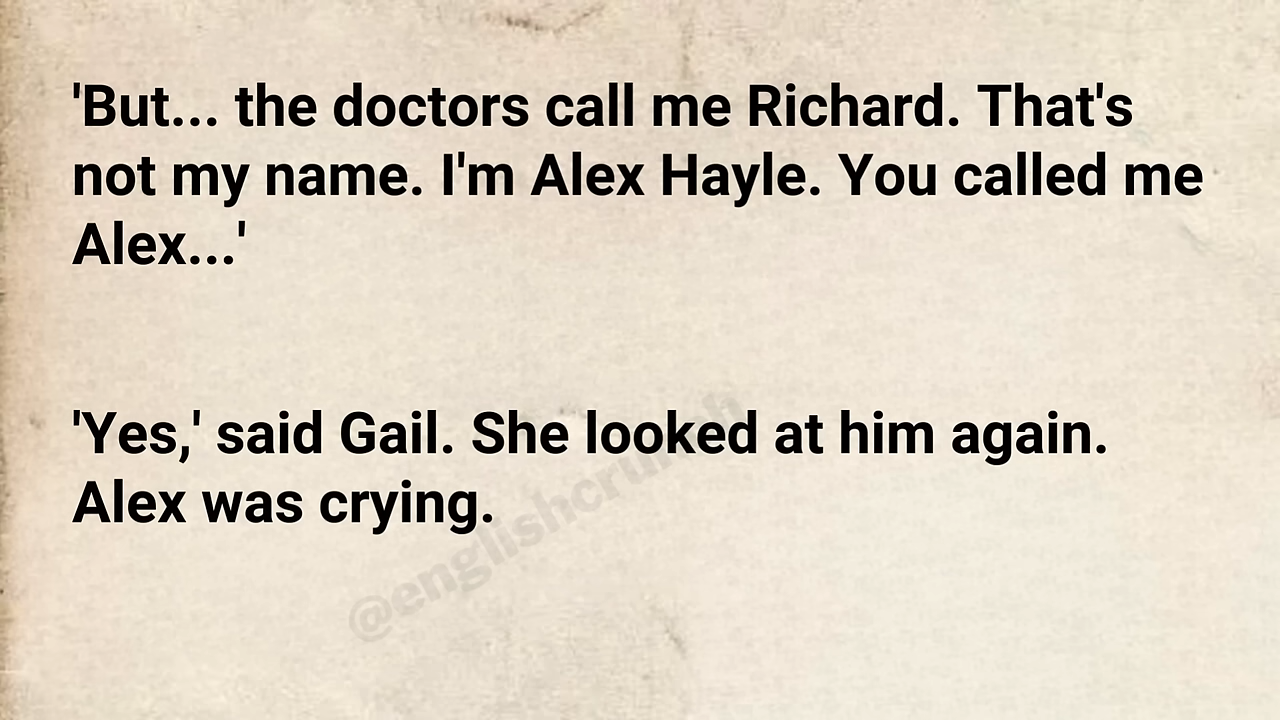 'But... the doctors call me Richard. That's
not my name. I'm Alex Hayle. You called me
Alex...'
'Yes,' said Gail. She looked at him again.
Alex was crying.
@englishcrunch